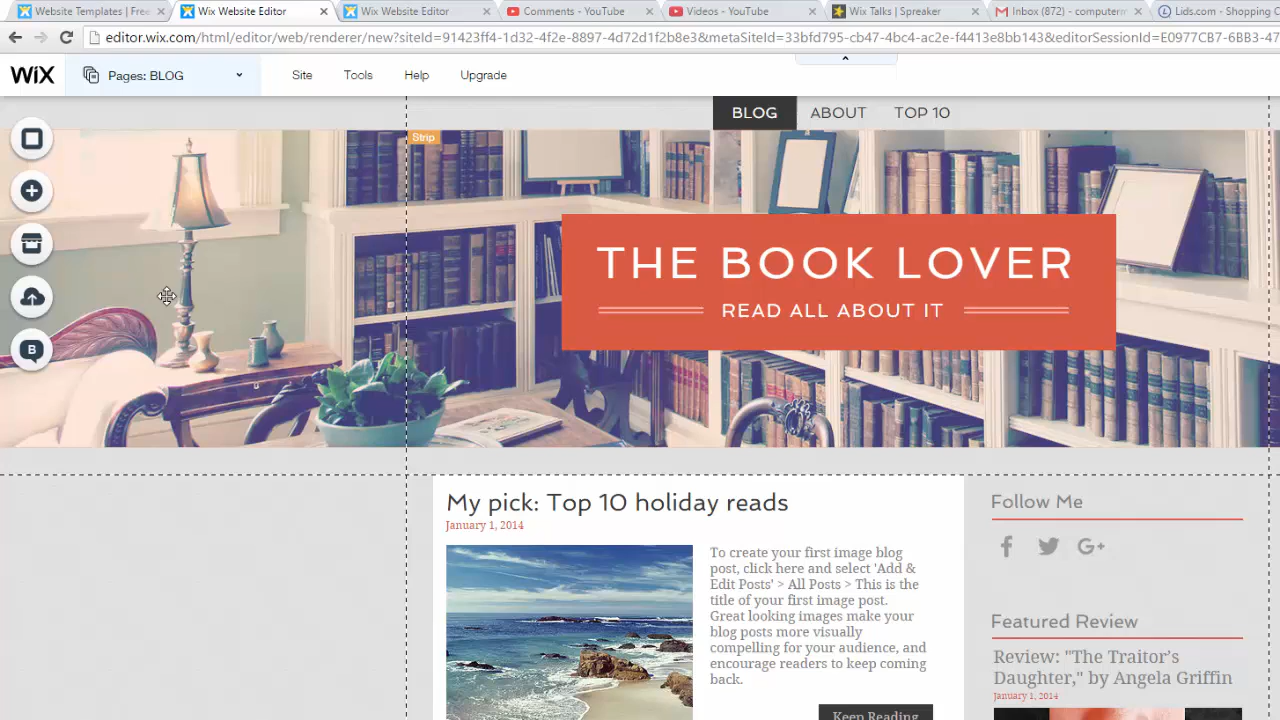 Website Templates | Free
Wix Website Editor
Wix Website Editor
Comments - YouTube
Videos - YouTube
Wix Talks | Spreaker
Inbox (872) - computerm
Lids.com - Shopping C
editor.wix.com/html/editor/web/renderer/new?siteId=91423ff4-1d32-4f2e-8897-4d72d1f2b8e3&metaSiteId=33bfd795-cb47-4bc4-ac2e-f4413e8bb143&editorSessionId=E0977CB7-6BB3-47
WiX
Pages: BLOG
Site
Tools
Help
Upgrade
BLOG
ABOUT
TOP 10
Strip
THE BOOK LOVER
READ ALL ABOUT IT
B
My pick: Top 10 holiday reads
January 1, 2014
To create your first image blog
post, click here and select 'Add &
Edit Posts' > All Posts > This is the
title of your first image post.
Great looking images make your
blog posts more visually
compelling for your audience, and
encourage readers to keep coming
back.
Keep Reading
Follow Me
Featured Review
Review: "The Traitor's
Daughter," by Angela Griffin
January 1, 2014